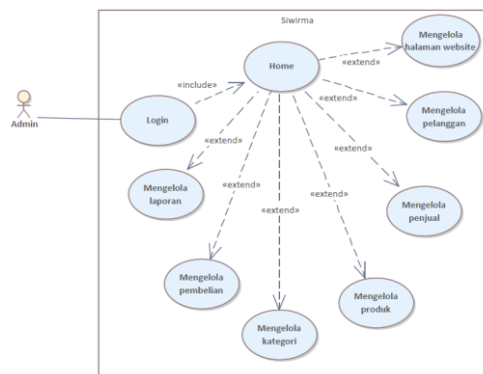 Siwirma
Mengelola
halaman website
Home
«extend»
«include»
«extend»
Admin
Login
Mengelola
pelanggan
«extend»
«extend»
Mengelola
laporan
«extend»
Mengelola
penjual
«extend»
«extend»
Mengelola
pembelian
Mengelola
produk
Mengelola
kategori